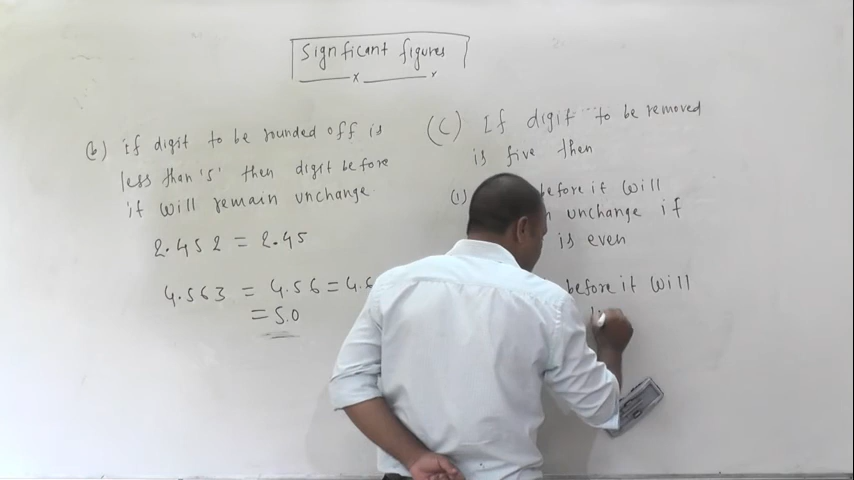 Signficant figures
(b) if digit to be rounded off is
less than '5' then digit before
it will remain unchange.
2.452 = 2.45
4.563 = 4.56 = 4.6
= 5.0
(C) If digit to be removed
is five then
(1) before it will
unchange if
is even
before it will